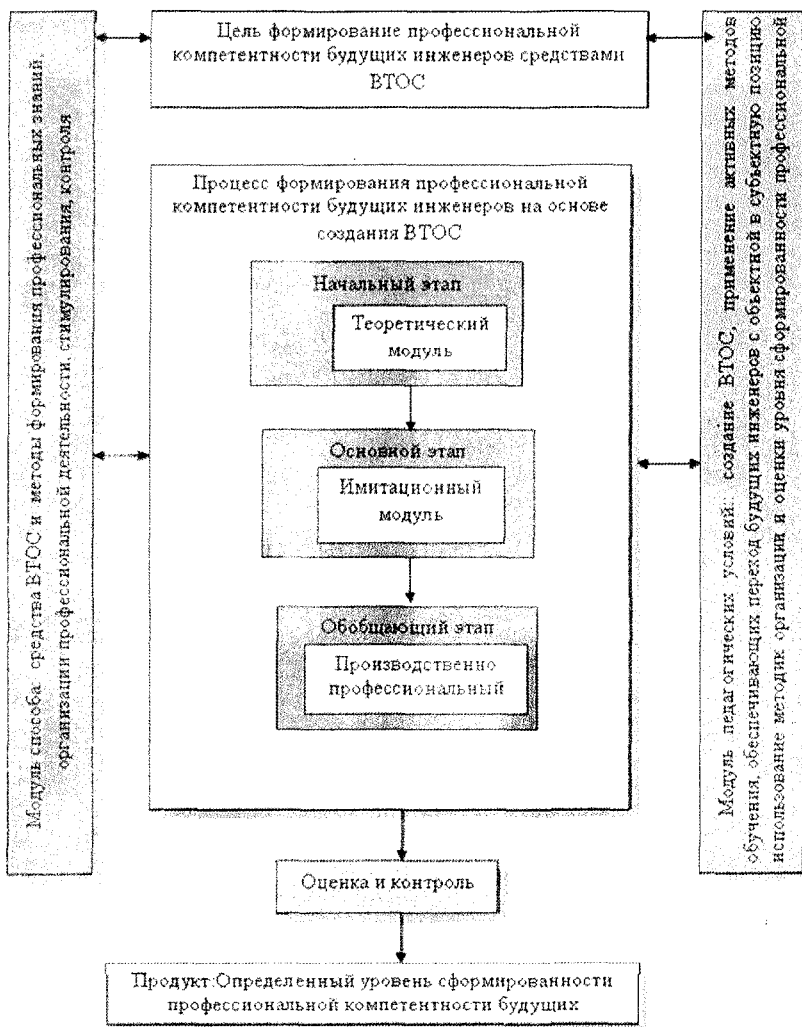 Цель формирование профессиональной
компетентности будущих инженеров средствами
ВТОС
Модуль способа: средства ВТОС и методы формирования профессиональных знаний,
организации профессиональной деятельности, стимулирования, контроля
Процесс формирования профессиональной
компетентности будущих инженеров на основе
создания ВТОС
Начальный этап
Теоретический
модуль
Основной этап
Имитационный
модуль
Обобщающий этап
Производственно
профессиональный
Модуль педагогических условий: создание ВТОС, применение активных методов
обучения, обеспечивающих переход будущих инженеров с объектной в субъектную позицию
использование методик организации и оценки уровня сформированности профессиональной
Оценка и контроль
Продукт:Определенный уровень сформированности
профессиональной компетентности будущих